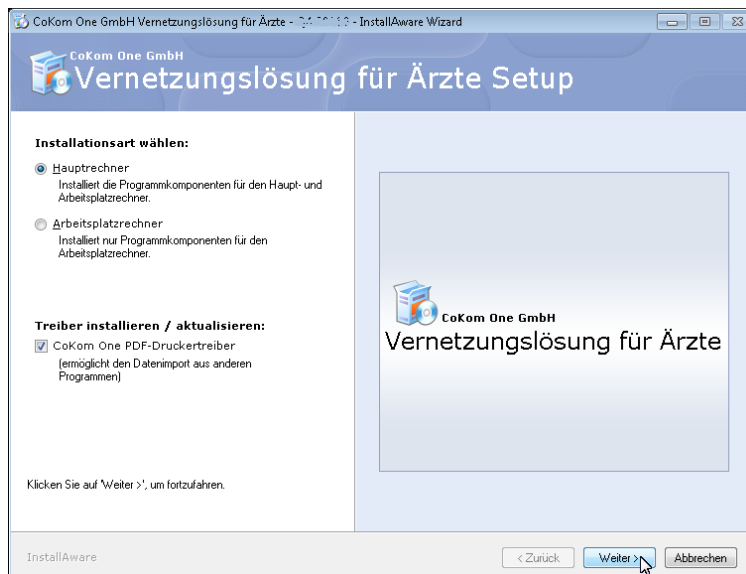 CoKom One GmbH Vernetzungslösung für Ärzte - - InstallAware Wizard
CoKom One GmbH
Vernetzungslösung für Ärzte Setup
Installationsart wählen:
Hauptrechner
Installiert die Programmkomponenten für den Haupt- und
Arbeitsplatzrechner.
Arbeitsplatzrechner
Installiert nur Programmkomponenten für den
Arbeitsplatzrechner.
Treiber installieren / aktualisieren:
CoKom One PDF-Druckertreiber
(ermöglicht den Datenimport aus anderen
Programmen)
Klicken Sie auf 'Weiter >', um fortzufahren.
CoKom One GmbH
Vernetzungslösung für Ärzte
InstallAware
< Zurück
Weiter >
Abbrechen